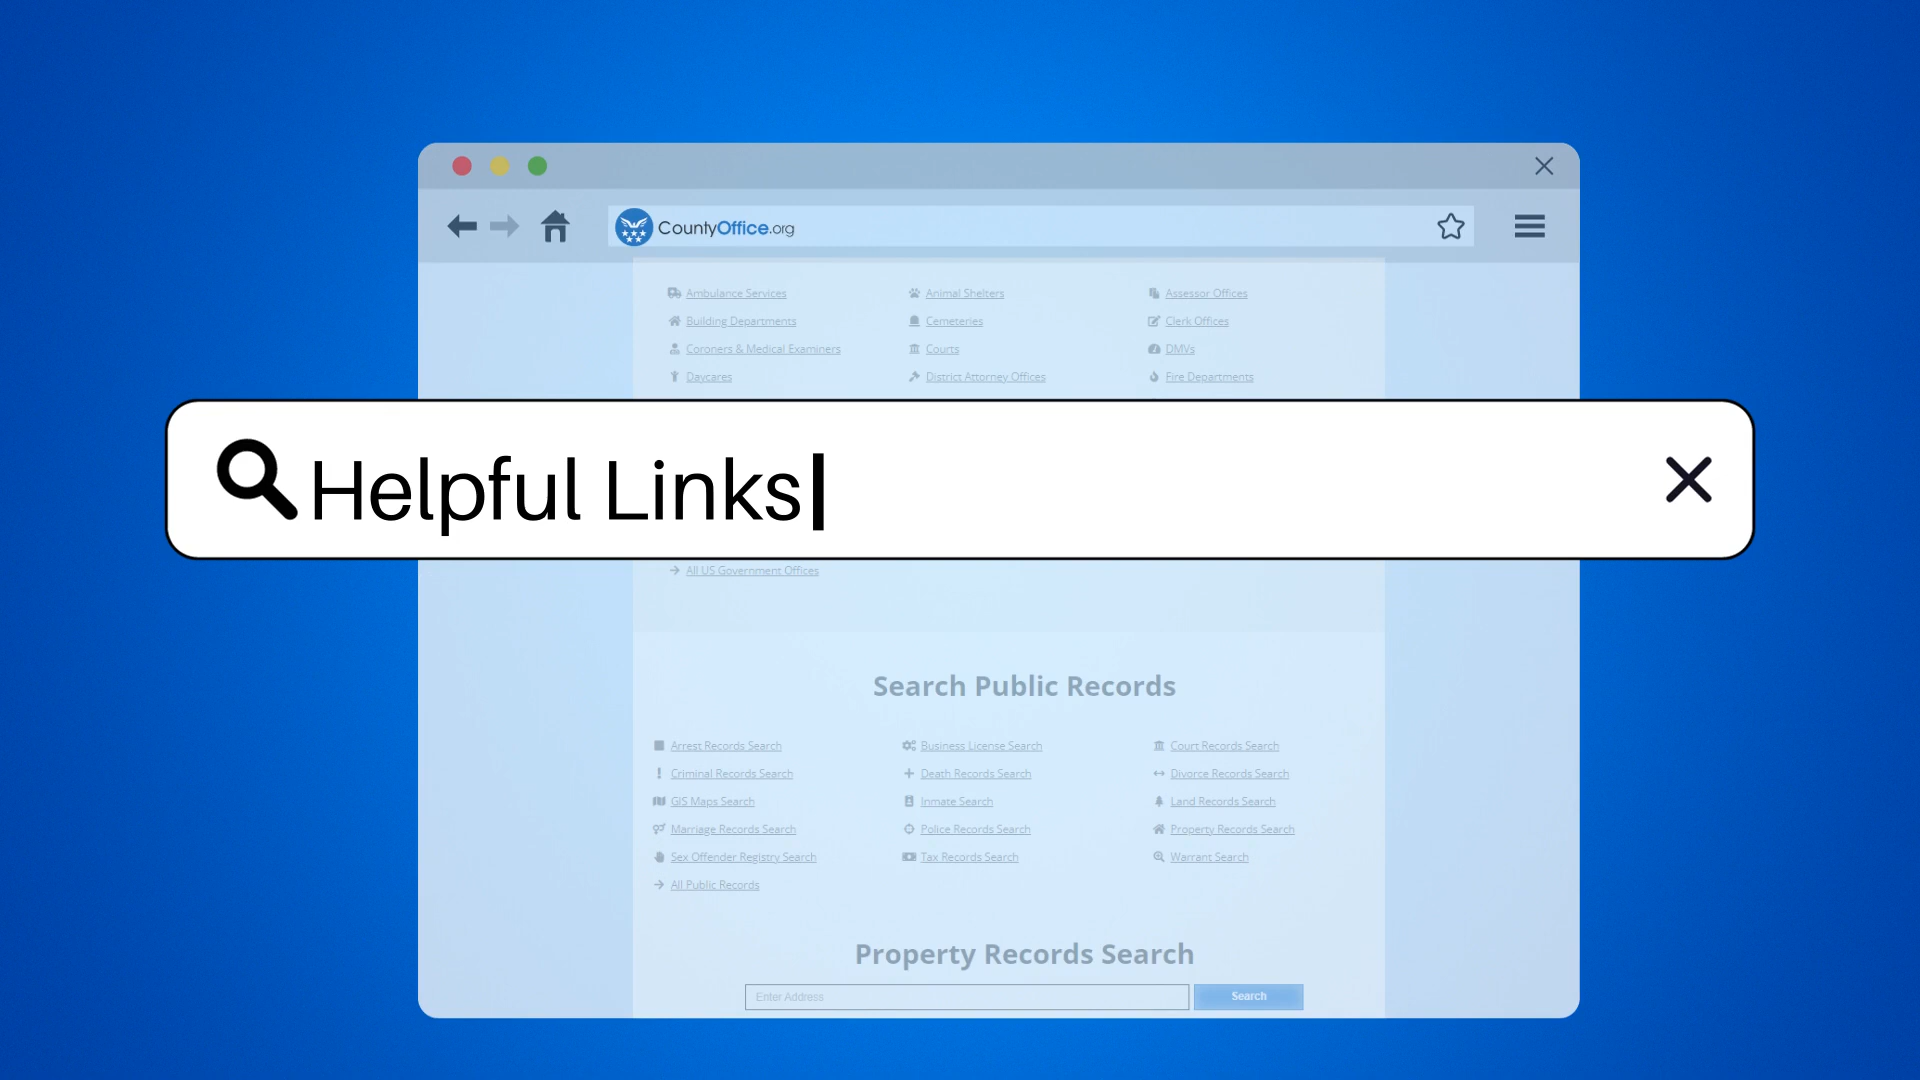 CountyOffice.org
Ambulance Services Animal Shelters Assessor Offices
Building Departments Cemeteries Clerk Offices
Coroners & Medical Examiners Courts DMVs
Daycares District Attorney Offices Fire Departments
Helpful Links
All US Government Offices
Search Public Records
Arrest Records Search Business License Search Court Records Search
Criminal Records Search Death Records Search Divorce Records Search
GIS Maps Search Inmate Search Land Records Search
Marriage Records Search Police Records Search Property Records Search
Sex Offender Registry Search Tax Records Search Warrant Search
All Public Records
Property Records Search
Enter Address Search